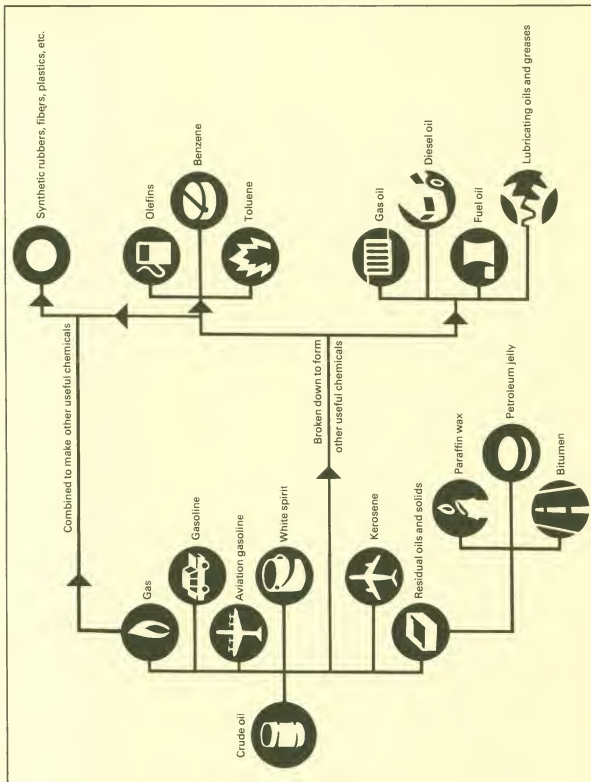 Crude oil
Gas
Gasoline
Aviation gasoline
White spirit
Kerosene
Residual oils and solids
Paraffin wax
Petroleum jelly
Bitumen
Combined to make other useful chemicals
Broken down to form
other useful chemicals
Synthetic rubbers, fibers, plastics, etc.
Olefins
Benzene
Toluene
Gas oil
Diesel oil
Fuel oil
Lubricating oils and greases